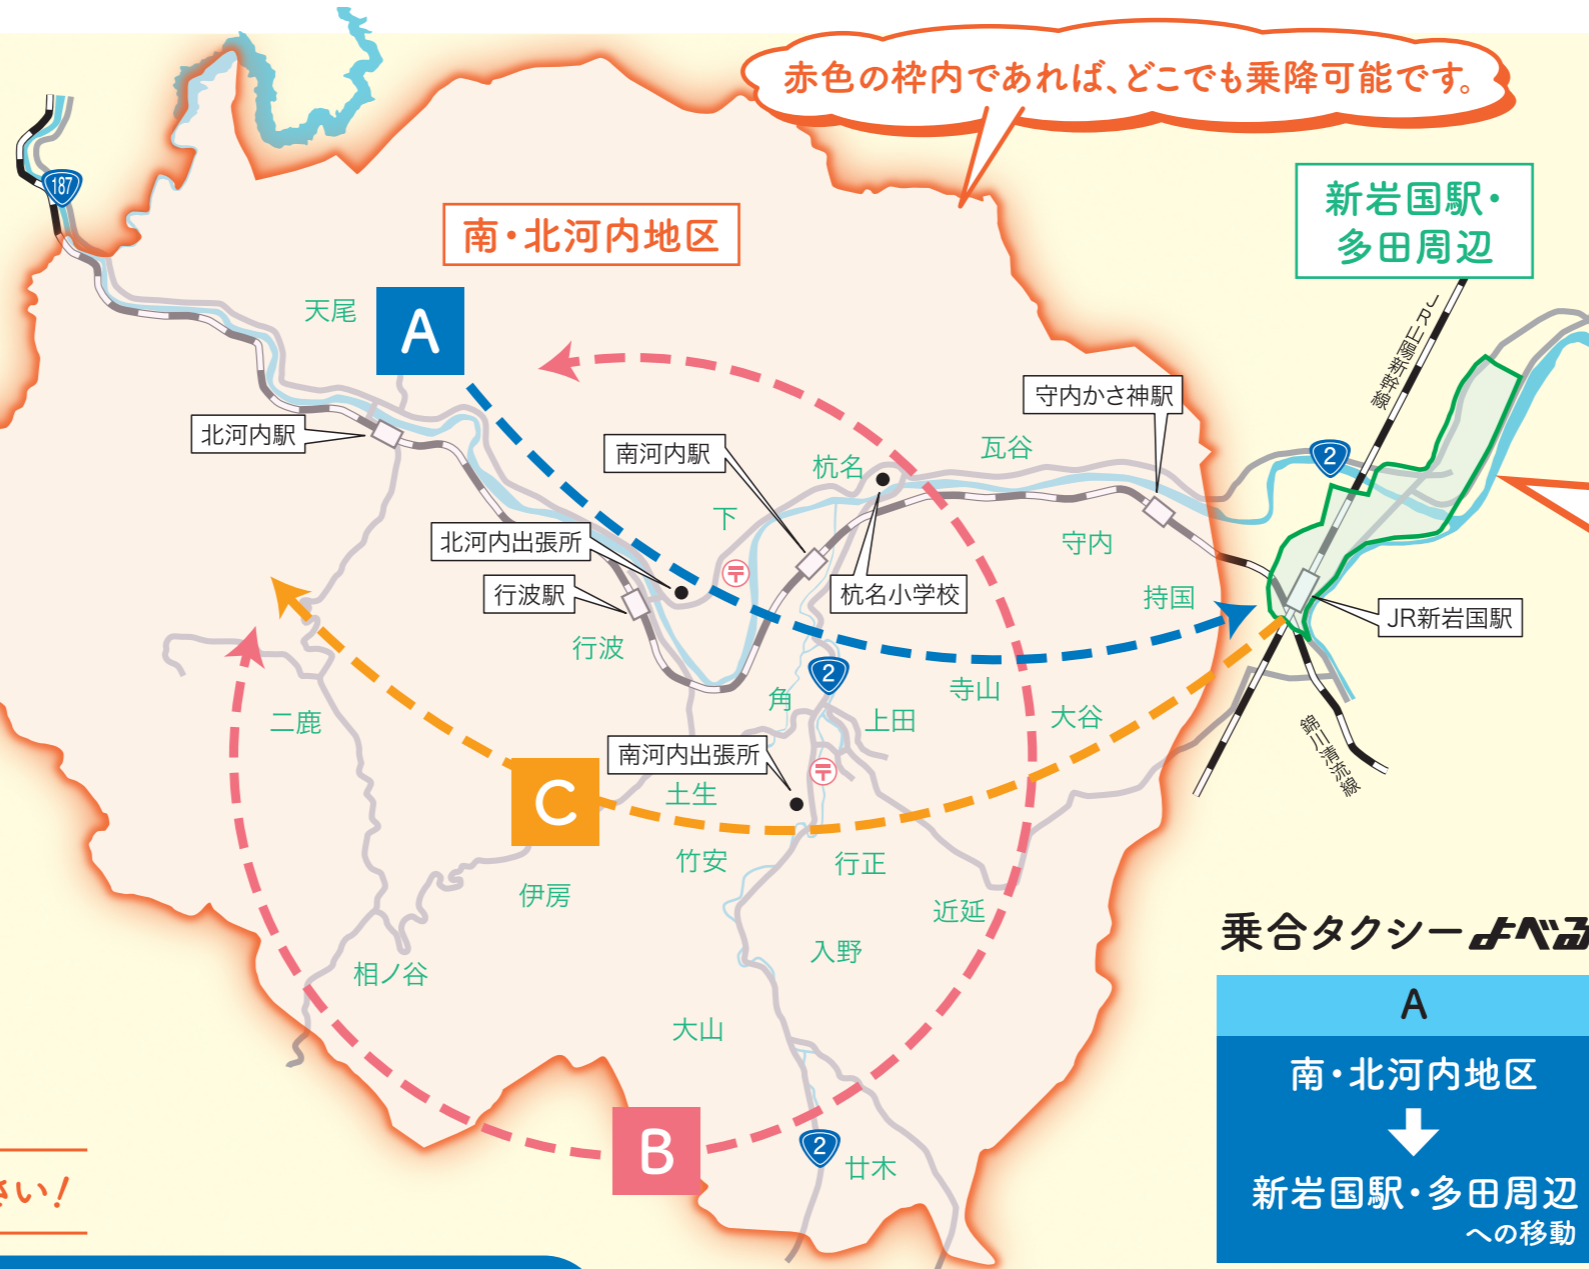 赤色の枠内であれば、どこでも乗降可能です。
187
新岩国駅・
多田周辺
南・北河内地区
JR山陽新幹線
天尾
A
守内かさ神駅
北河内駅
南河内駅
杭名
瓦谷
2
下
北河内出張所
守内
行波駅
杭名小学校
持国
JR新岩国駅
行波
2
寺山
二鹿
角
上田
大谷
南河内出張所
錦川清流線
C
土生
竹安
行正
伊房
近延
入野
相ノ谷
大山
B
2
廿木
乗合タクシーよべる
A
南・北河内地区
新岩国駅・多田周辺
への移動
さい!